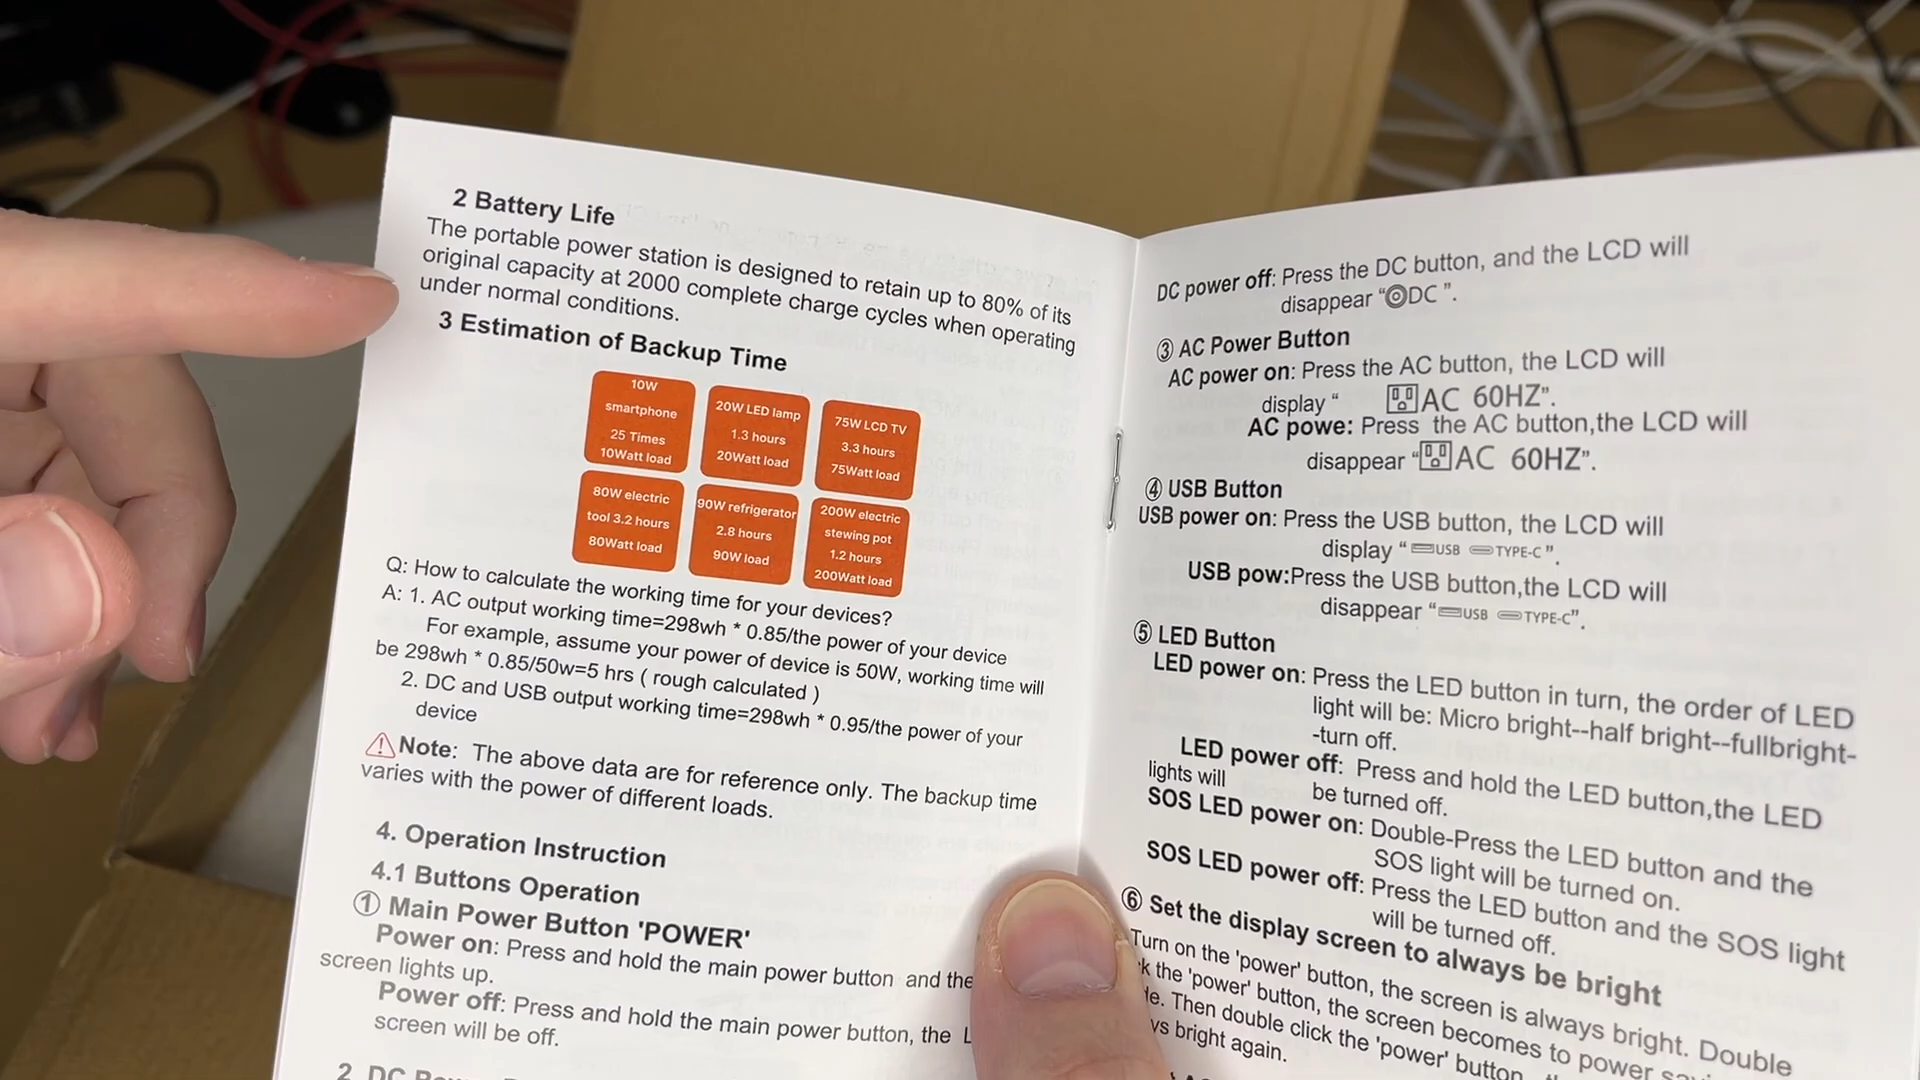 2 Battery Life
The portable power station is designed to retain up to 80% of its
original capacity at 2000 complete charge cycles when operating
under normal conditions.
3 Estimation of Backup Time
10W
smartphone
25 Times
10Watt load
20W LED lamp
1.3 hours
20Watt load
75W LCD TV
3.3 hours
75Watt load
80W electric
tool 3.2 hours
80Watt load
90W refrigerator
2.8 hours
90W load
200W electric
stewing pot
1.2 hours
200Watt load
Q: How to calculate the working time for your devices?
A: 1. AC output working time=298wh * 0.85/the power of your device
For example, assume your power of device is 50W, working time will
be 298wh * 0.85/50w=5 hrs ( rough calculated )
2. DC and USB output working time=298wh * 0.95/the power of your
device
Note: The above data are for reference only. The backup time
varies with the power of different loads.
4. Operation Instruction
4.1 Buttons Operation
① Main Power Button 'POWER'
Power on: Press and hold the main power button and the
screen lights up.
Power off: Press and hold the main power button, the
screen will be off.
2 DC
DC power off: Press the DC button, and the LCD will
disappear “DC ”.
③ AC Power Button
AC power on: Press the AC button, the LCD will
display “ AC 60HZ”.
AC powe: Press the AC button,the LCD will
disappear “AC 60HZ”.
④ USB Button
USB power on: Press the USB button, the LCD will
display “ USB TYPE-C ”.
USB pow:Press the USB button,the LCD will
disappear “USB TYPE-C”.
⑤ LED Button
LED power on: Press the LED button in turn, the order of LED
light will be: Micro bright--half bright--fullbright-
-turn off.
LED power off: Press and hold the LED button,the LED
lights will be turned off.
SOS LED power on: Double-Press the LED button and the
SOS light will be turned on.
SOS LED power off: Press the LED button and the SOS light
will be turned off.
⑥ Set the display screen to always be bright
Turn on the 'power' button, the screen is always bright. Double
the 'power' button, the screen becomes to power
Then double click the 'power' button,
bright again.